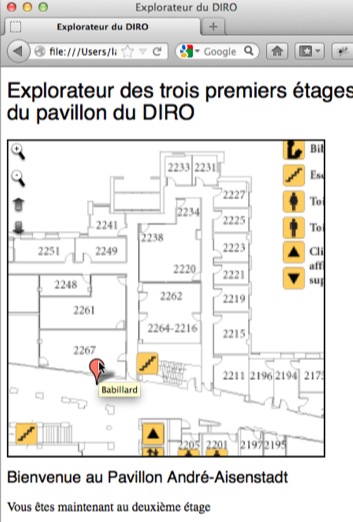 Explorateur du DIRO
Explorateur du DIRO
file:///Users/l
Google
Explorateur des trois premiers étages
du pavillon du DIRO
Bi
Es
To
To
Cli
aff
su
2233 2231
2227
2234
2225
2241
2238
2223
2251 2249
2220
2221
2248
2262
2219
2261
2264-2216
2215
2267
2211 2196 2194 217
Babillard
2205 2201 2197 2195
Bienvenue au Pavillon André-Aisenstadt
Vous êtes maintenant au deuxième étage